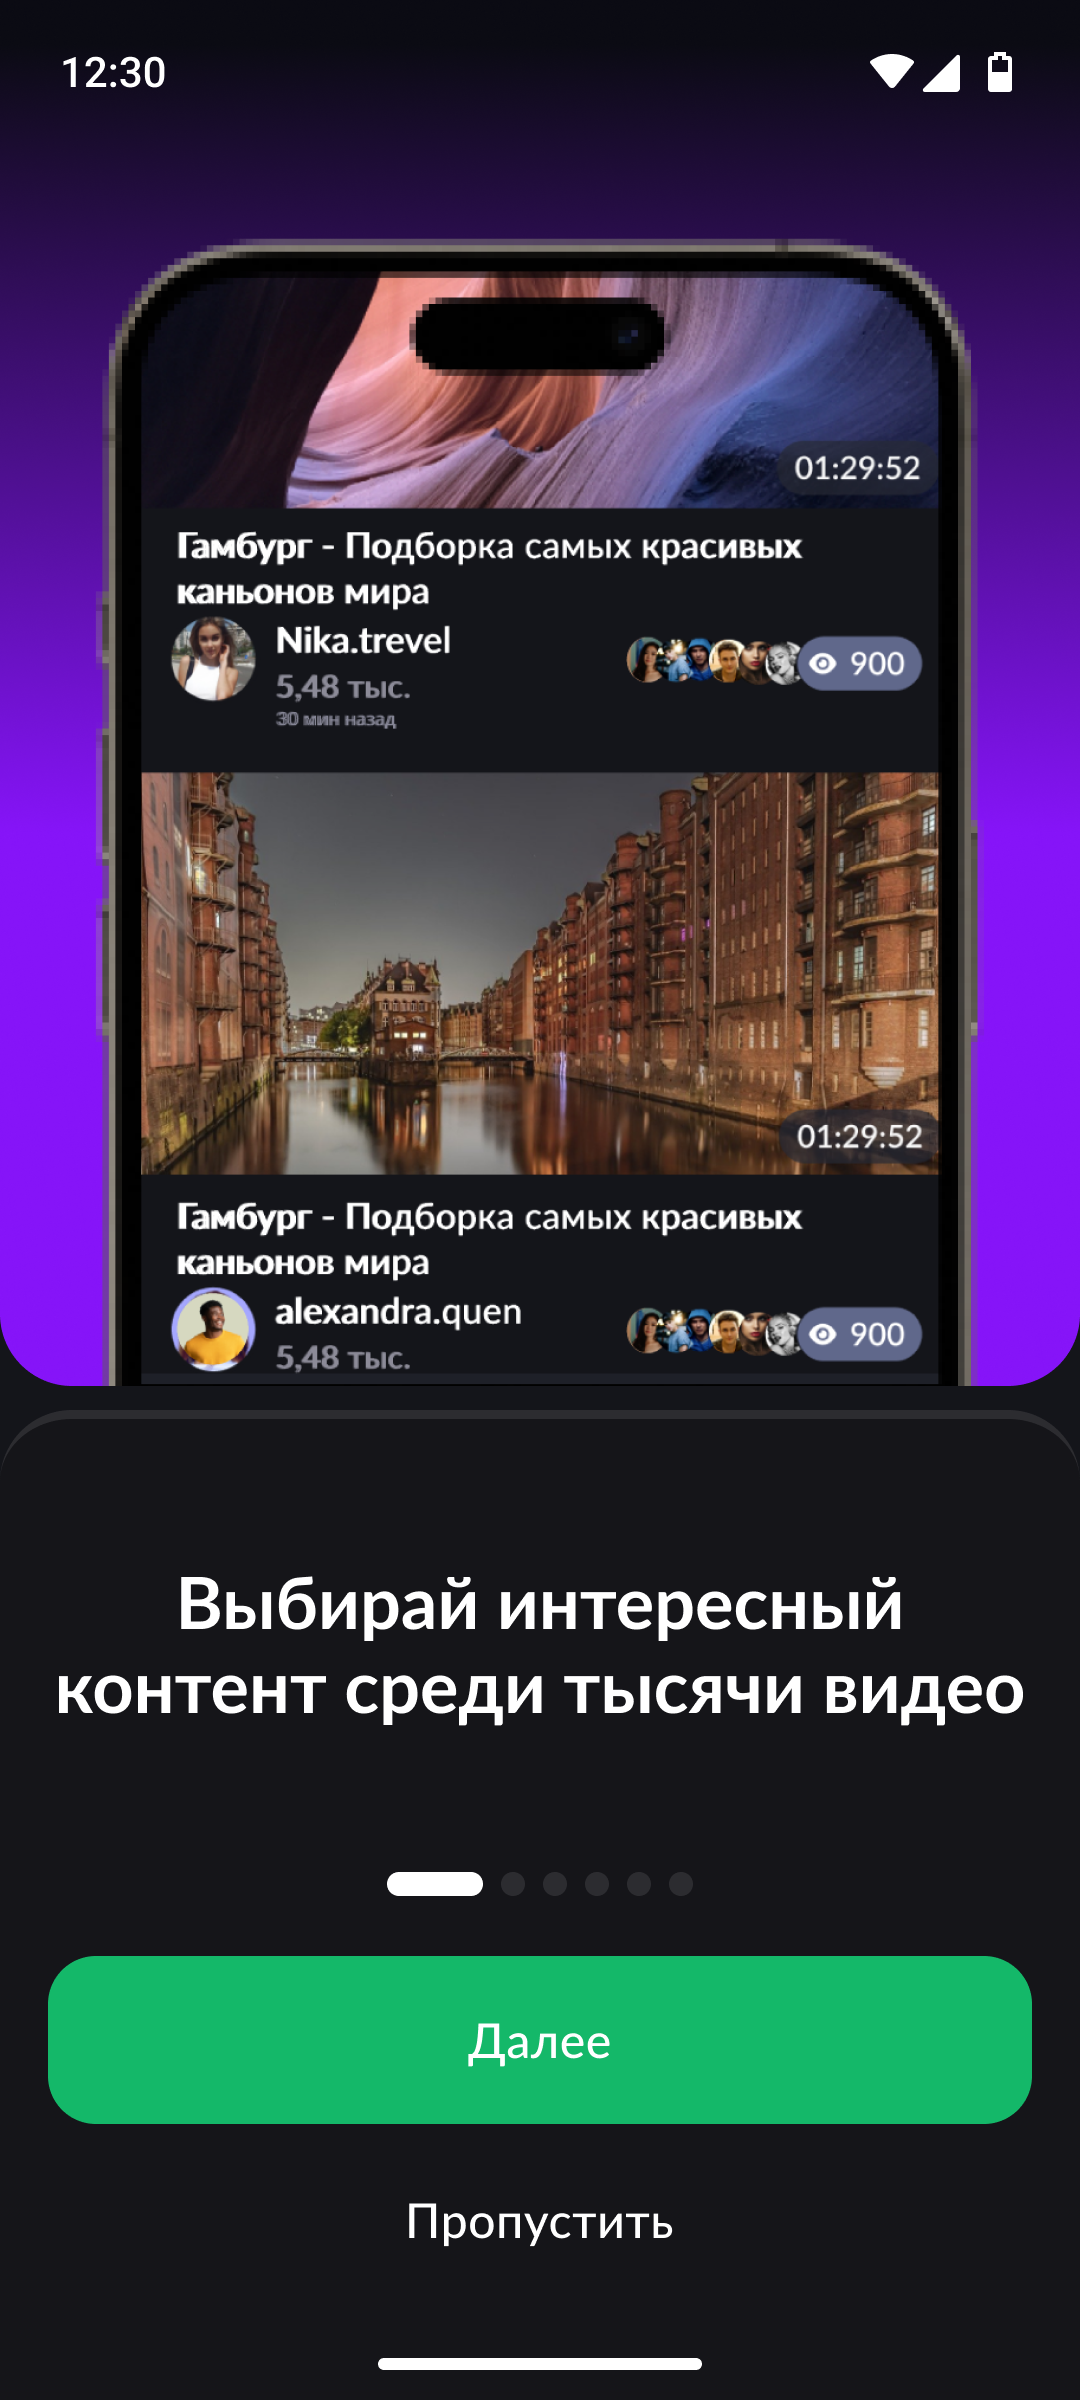 12:30
01:29:52
Гамбург - Подборка самых красивых
каньонов мира
Nika.trevel
5,48 тыс.
30 мин назад
900
01:29:52
Гамбург - Подборка самых красивых
каньонов мира
alexandra.quen
5,48 тыс.
900
Выбирай интересный
контент среди тысячи видео
Далее
Пропустить